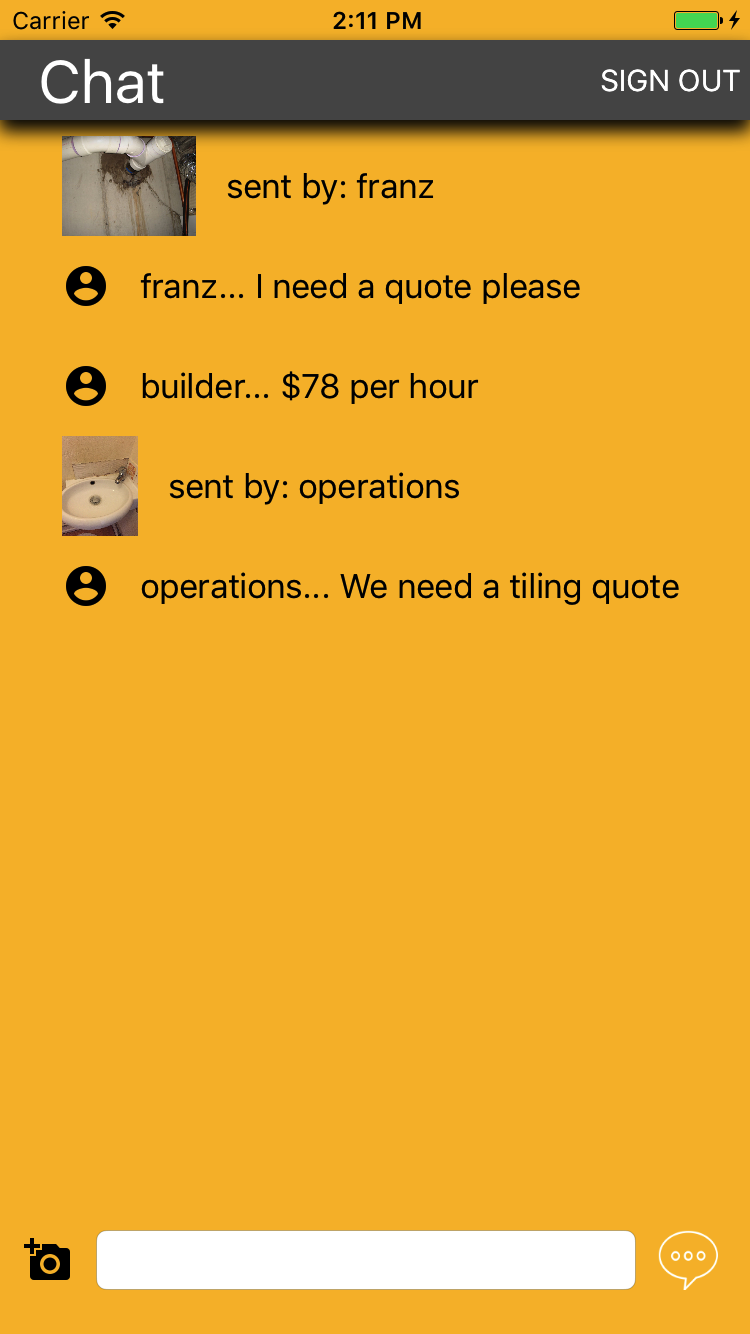 Carrier 2:11 PM
Chat SIGN OUT
sent by: franz
franz... I need a quote please
builder... $78 per hour
sent by: operations
operations... We need a tiling quote